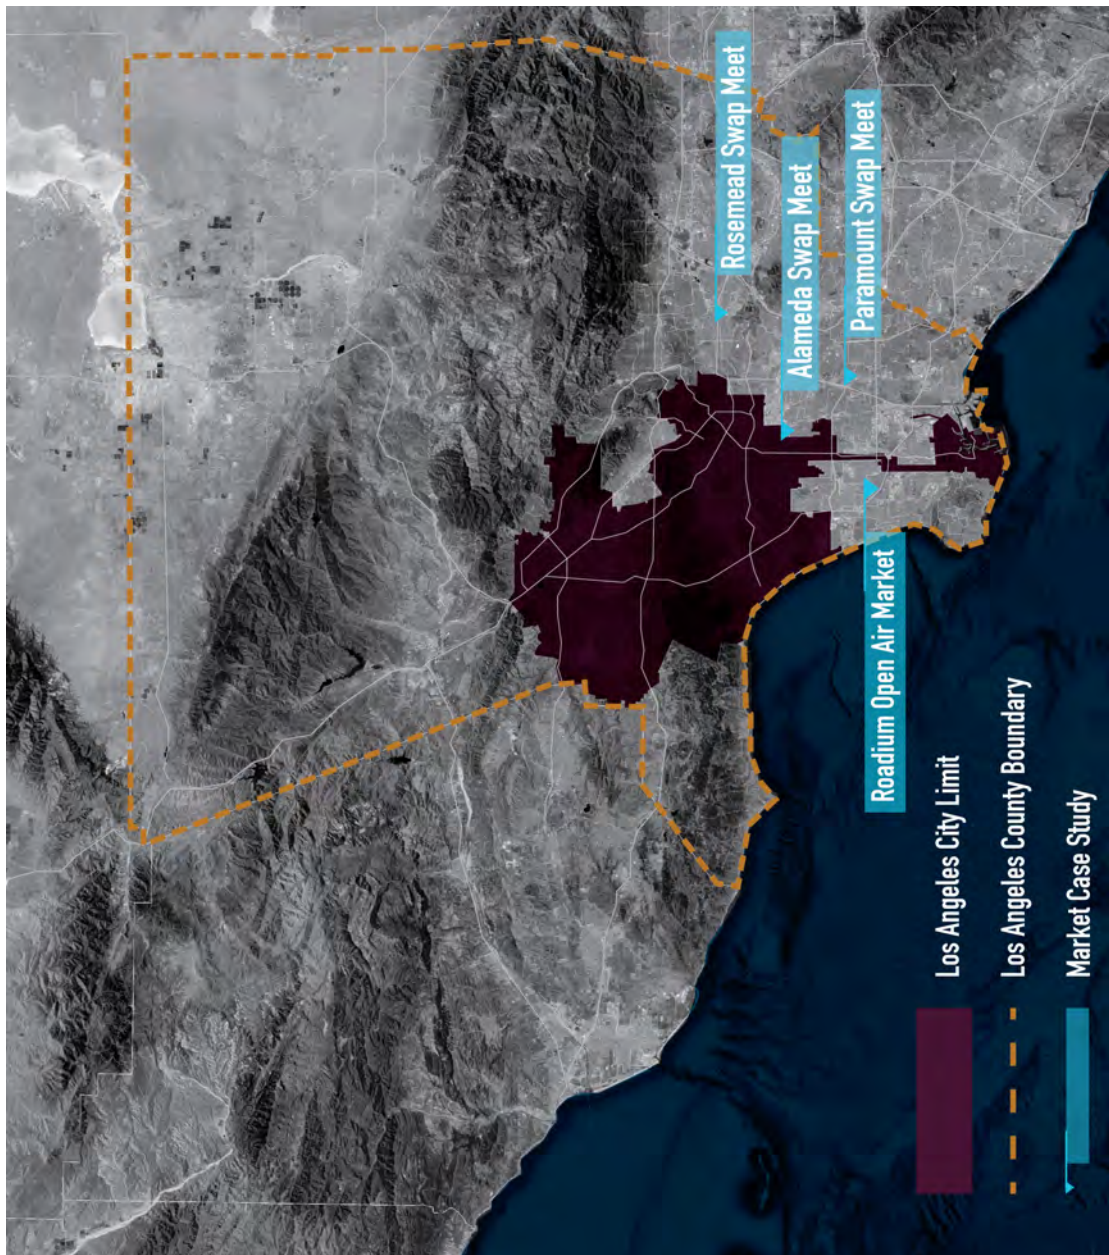 Rosemead Swap Meet
Alameda Swap Meet
Paramount Swap Meet
Roadium Open Air Market
Los Angeles City Limit
Los Angeles County Boundary
Market Case Study